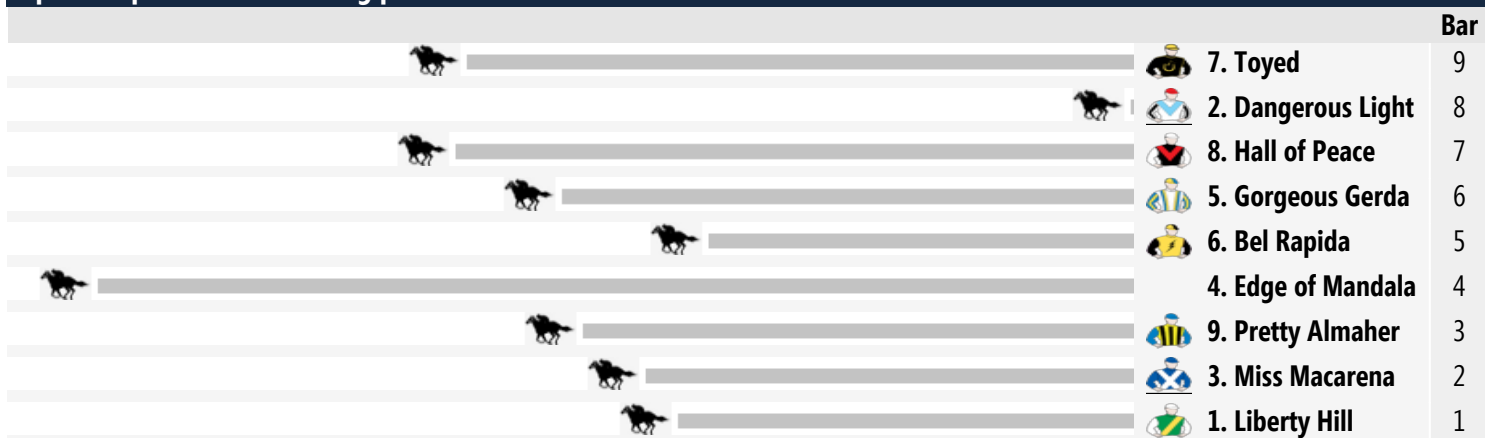 Bar
7. Toyed 9
2. Dangerous Light 8
8. Hall of Peace 7
5. Gorgeous Gerda 6
6. Bel Rapida 5
4. Edge of Mandala 4
9. Pretty Almaher 3
3. Miss Macarena 2
1. Liberty Hill 1